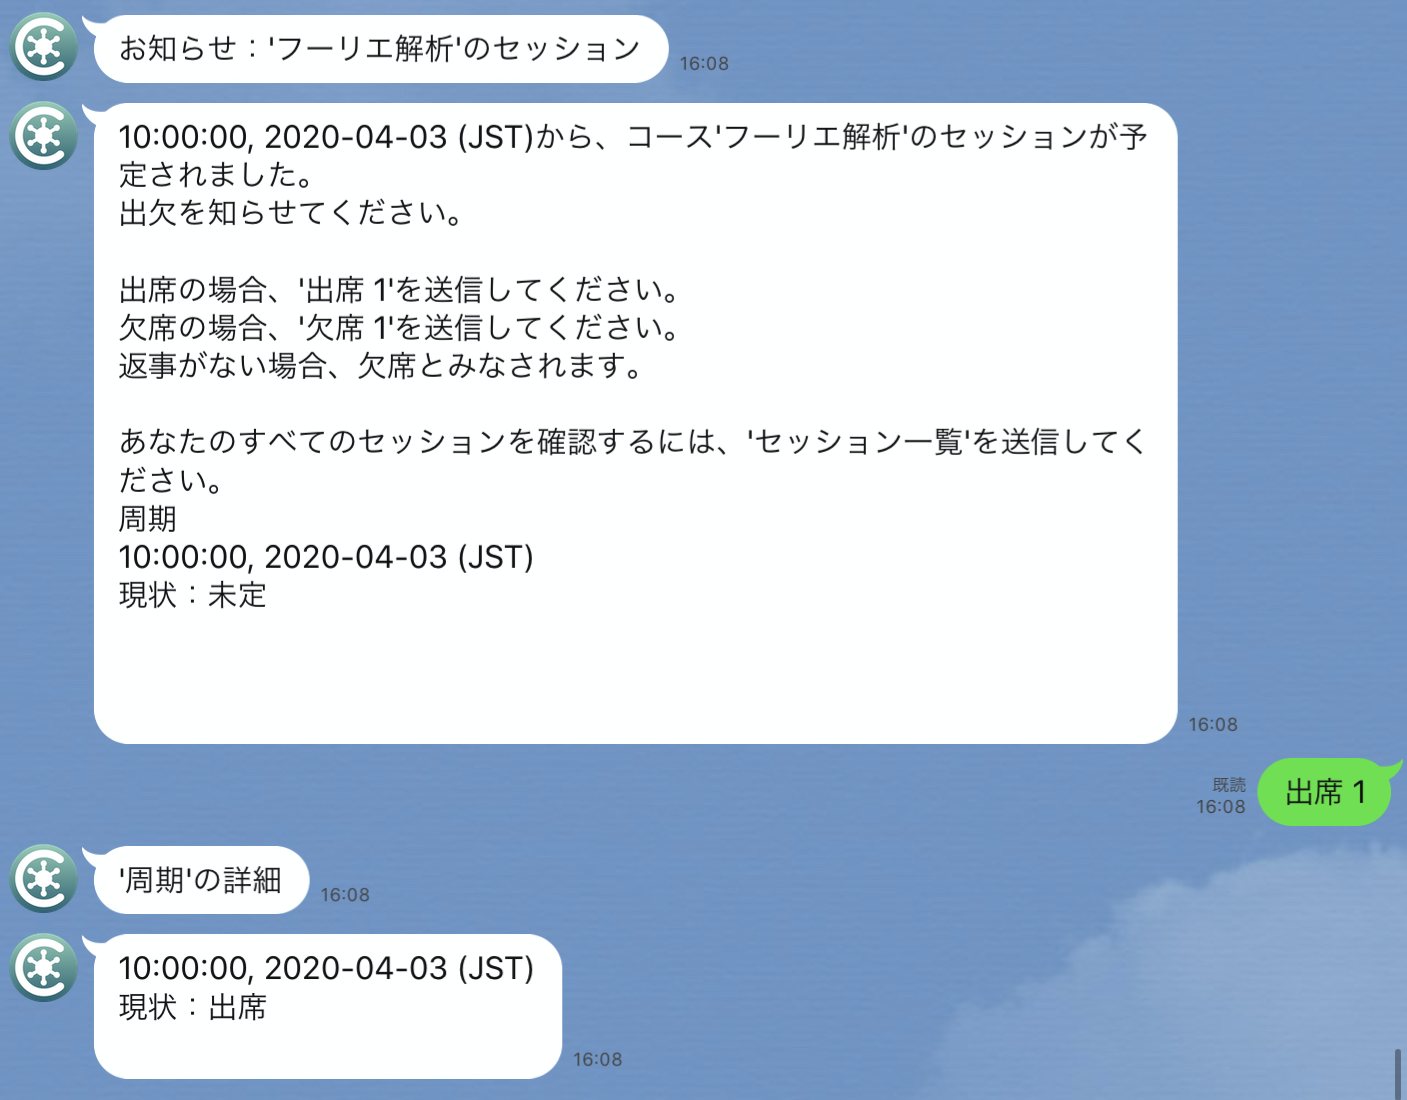 お知らせ：'フーリエ解析'のセッション
16:08
10:00:00, 2020-04-03 (JST)から、コース'フーリエ解析'のセッションが予
定されました。
出欠を知らせてください。
出席の場合、'出席 1'を送信してください。
欠席の場合、'欠席 1'を送信してください。
返事がない場合、欠席とみなされます。
あなたのすべてのセッションを確認するには、'セッション一覧'を送信してく
ださい。
周期
10:00:00, 2020-04-03 (JST)
現状：未定
16:08
既読
16:08
出席 1
'周期'の詳細
16:08
10:00:00, 2020-04-03 (JST)
現状：出席
16:08